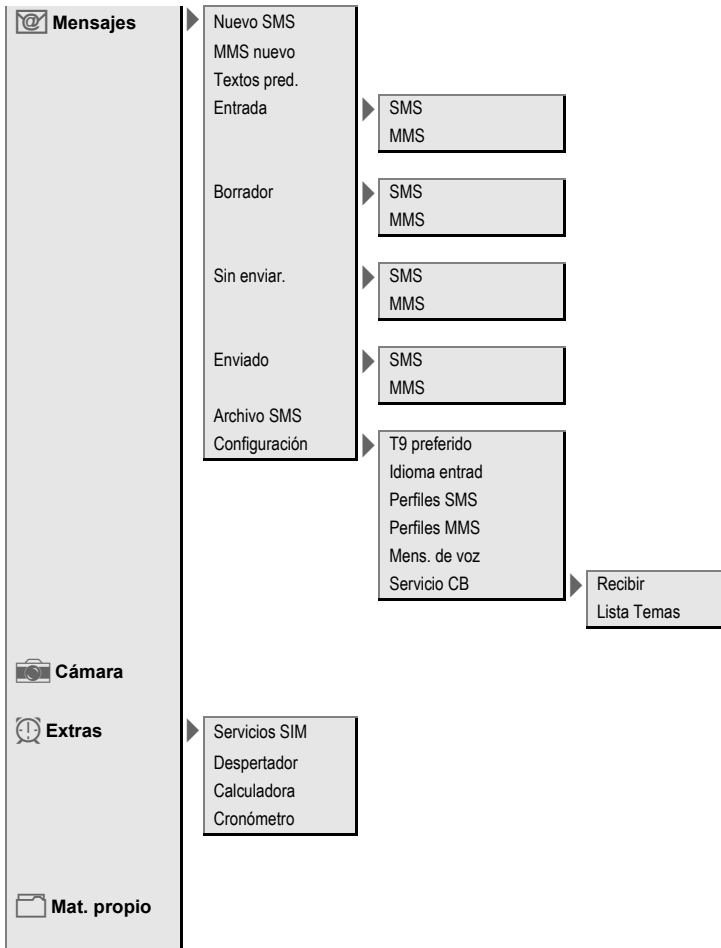 Mensajes
Nuevo SMS
MMS nuevo
Textos pred.
Entrada
SMS
MMS
Borrador
SMS
MMS
Sin enviar.
SMS
MMS
Enviado
SMS
MMS
Archivo SMS
Configuración
T9 preferido
Idioma entrad
Perfiles SMS
Perfiles MMS
Mens. de voz
Servicio CB
Recibir
Lista Temas
Cámara
Extras
Servicios SIM
Despertador
Calculadora
Cronómetro
Mat. propio